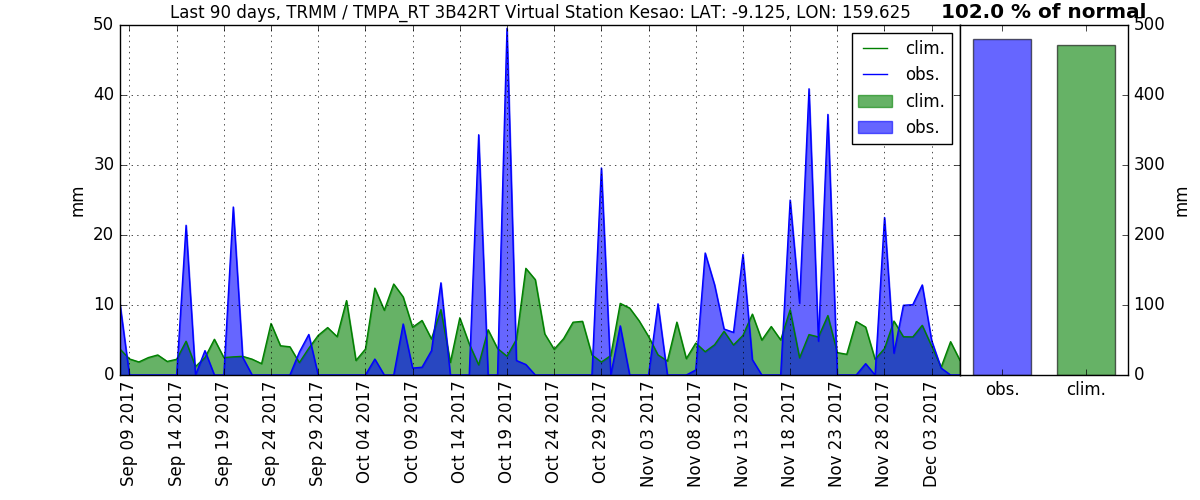 Last 90 days, TRMM / TMPA_RT 3B42RT Virtual Station Kesao: LAT: -9.125, LON: 159.625
102.0 % of normal
50
40
30
20
10
0
mm
clim.
obs.
clim.
obs.
500
400
300
200
100
0
mm
Sep 09 2017
Sep 14 2017
Sep 19 2017
Sep 24 2017
Sep 29 2017
Oct 04 2017
Oct 09 2017
Oct 14 2017
Oct 19 2017
Oct 24 2017
Oct 29 2017
Nov 03 2017
Nov 08 2017
Nov 13 2017
Nov 18 2017
Nov 23 2017
Nov 28 2017
Dec 03 2017
obs.
clim.